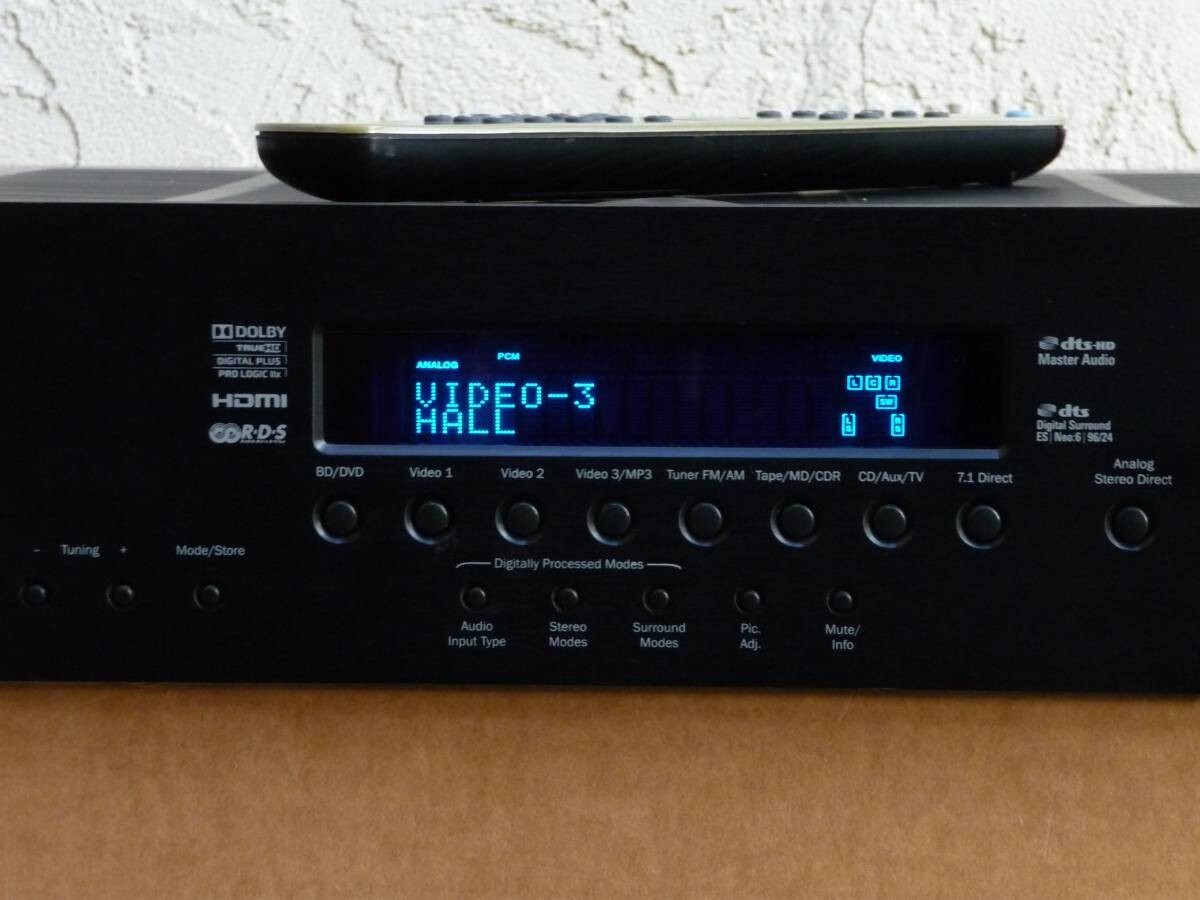 DOLBY
TRUEHD
DIGITAL PLUS
PRO LOGIC IIx
HDMI
R·D·S
ANALOG PCM VIDEO
VIDEO-3
HALL
L C R
SW
LS RS
dts-HD
Master Audio
dts
Digital Surround
ES | Neo:6 | 96/24
BD/DVD Video 1 Video 2 Video 3/MP3 Tuner FM/AM Tape/MD/CDR CD/Aux/TV 7.1 Direct
Analog
Stereo Direct
- Tuning + Mode/Store
Digitally Processed Modes
Audio
Input Type
Stereo
Modes
Surround
Modes
Pic.
Adj.
Mute/
Info